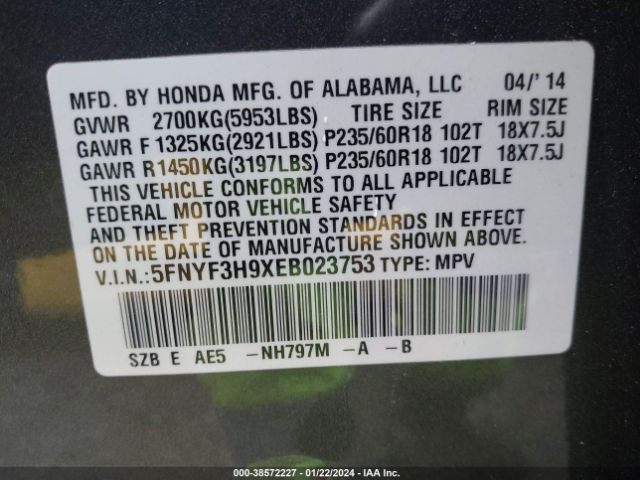 MFD. BY HONDA MFG. OF ALABAMA, LLC 04/'14
GVWR 2700KG(5953LBS) TIRE SIZE RIM SIZE
GAWR F 1325KG(2921LBS) P235/60R18 102T 18X7.5J
GAWR R1450KG(3197LBS) P235/60R18 102T 18X7.5J
THIS VEHICLE CONFORMS TO ALL APPLICABLE
FEDERAL MOTOR VEHICLE SAFETY
AND THEFT PREVENTION STANDARDS IN EFFECT
ON THE DATE OF MANUFACTURE SHOWN ABOVE.
V.I.N.:5FNYF3H9XEB023753 TYPE: MPV
SZB E AE5 -NH797M -A -B
000-38572227 - 01/22/2024 - IAA Inc.